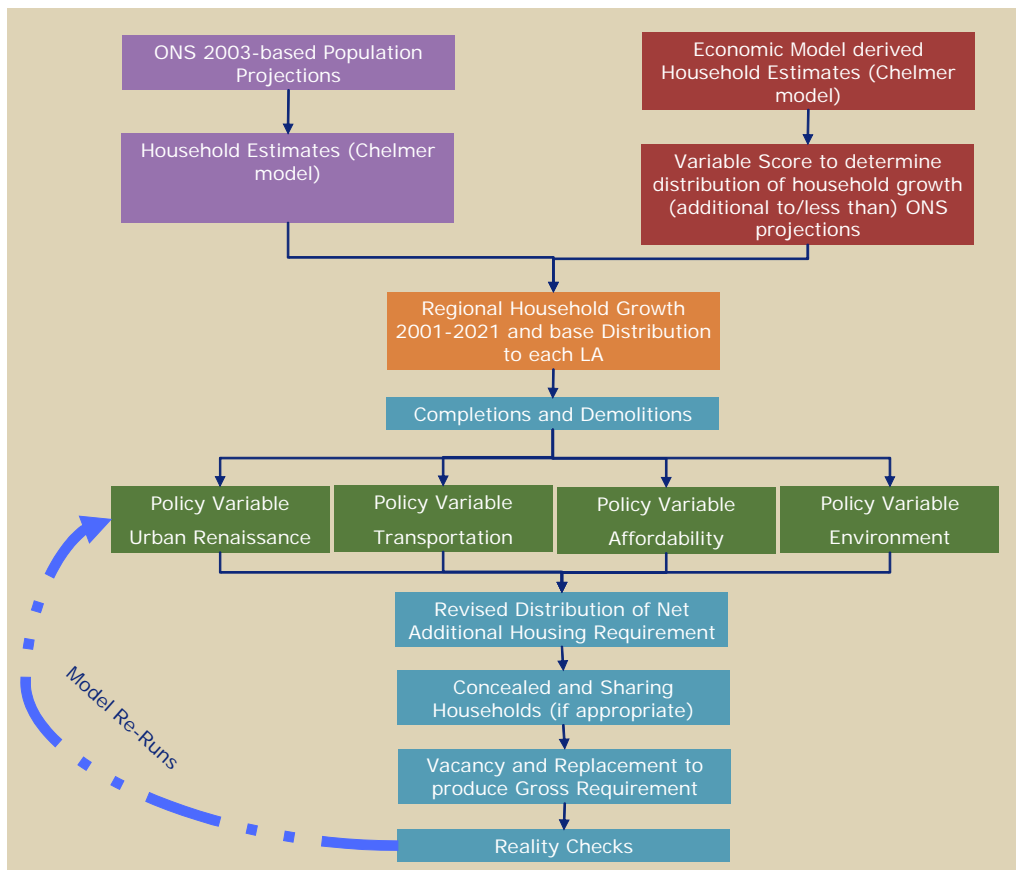 ONS 2003-based Population
Projections
Economic Model derived
Household Estimates (Chelmer
model)
Household Estimates (Chelmer
model)
Variable Score to determine
distribution of household growth
(additional to/less than) ONS
projections
Regional Household Growth
2001-2021 and base Distribution
to each LA
Completions and Demolitions
Policy Variable
Urban Renaissance
Policy Variable
Transportation
Policy Variable
Affordability
Policy Variable
Environment
Revised Distribution of Net
Additional Housing Requirement
Concealed and Sharing
Households (if appropriate)
Vacancy and Replacement to
produce Gross Requirement
Reality Checks
Model Re-Runs